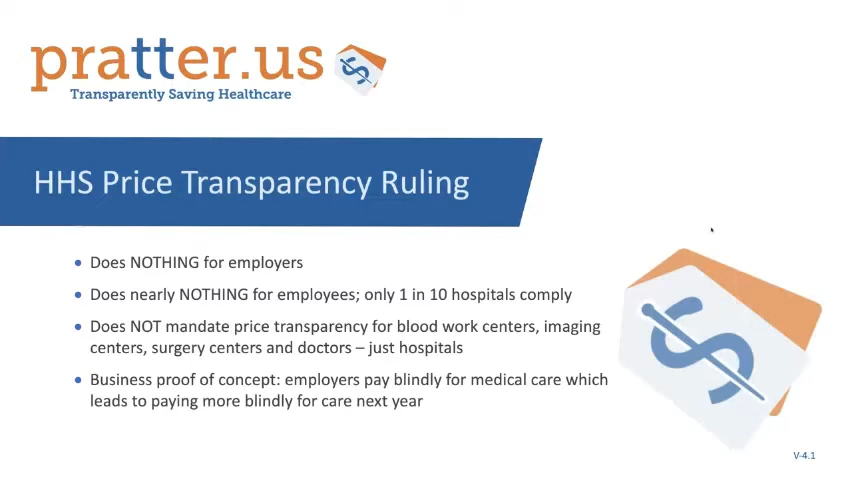 pratter.us
Transparently Saving Healthcare
HHS Price Transparency Ruling
• Does NOTHING for employers
• Does nearly NOTHING for employees; only 1 in 10 hospitals comply
• Does NOT mandate price transparency for blood work centers, imaging
centers, surgery centers and doctors – just hospitals
• Business proof of concept: employers pay blindly for medical care which
leads to paying more blindly for care next year
V-4.1